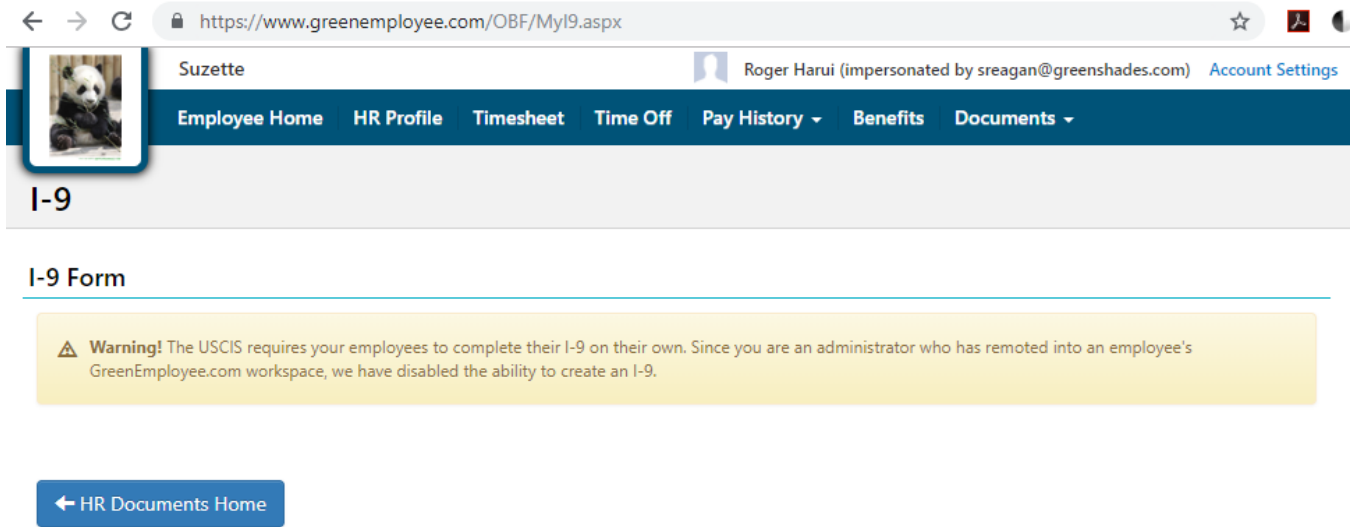 https://www.greenemployee.com/OBF/MyI9.aspx
Suzette
Roger Harui (impersonated by sreagan@greenshades.com) Account Settings
Employee Home HR Profile Timesheet Time Off Pay History Benefits Documents
I-9
I-9 Form
Warning! The USCIS requires your employees to complete their I-9 on their own. Since you are an administrator who has remoted into an employee's
GreenEmployee.com workspace, we have disabled the ability to create an I-9.
HR Documents Home